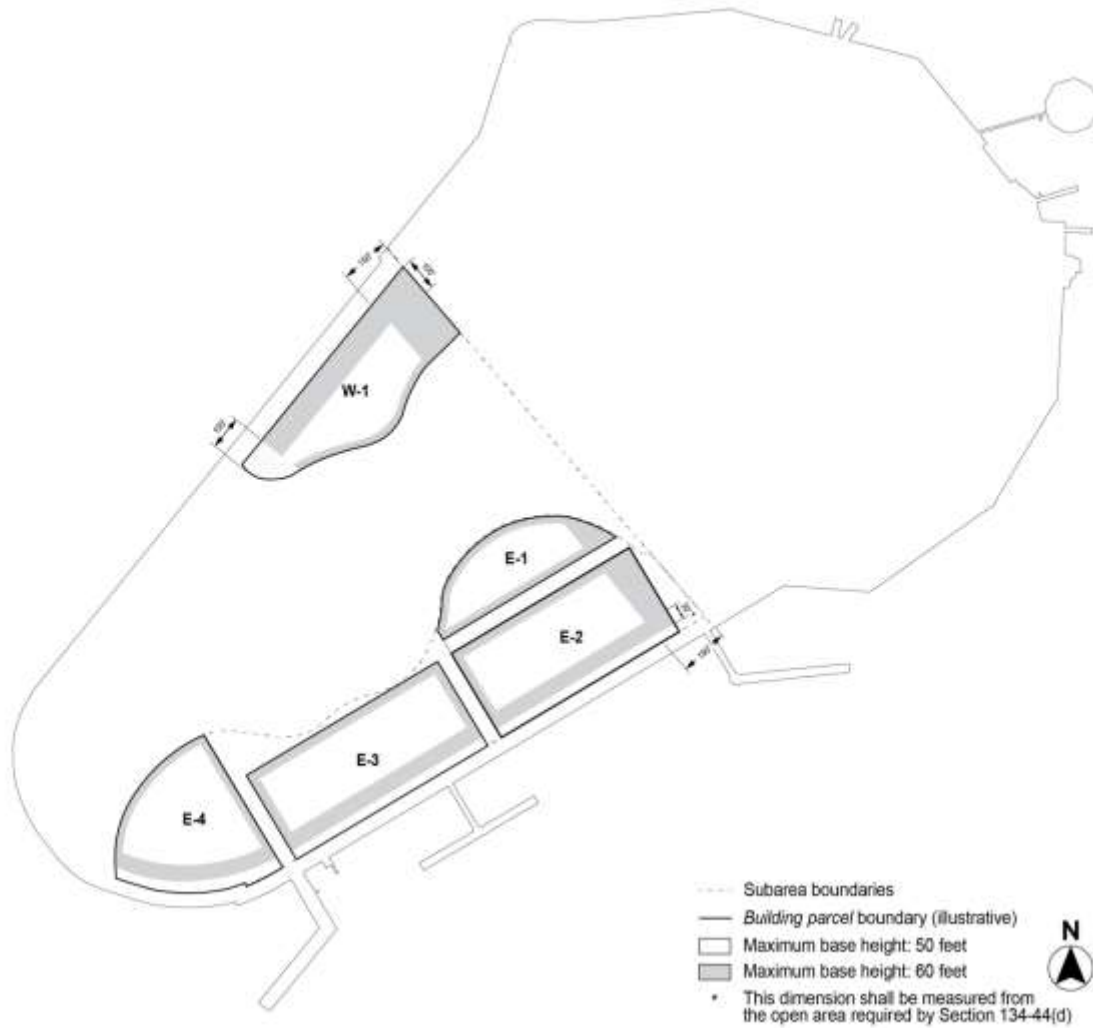 W-1
E-1
E-2
E-3
E-4
Subarea boundaries
Building parcel boundary (illustrative)
Maximum base height: 50 feet
Maximum base height: 60 feet
* This dimension shall be measured from
the open area required by Section 134-44(d)
N